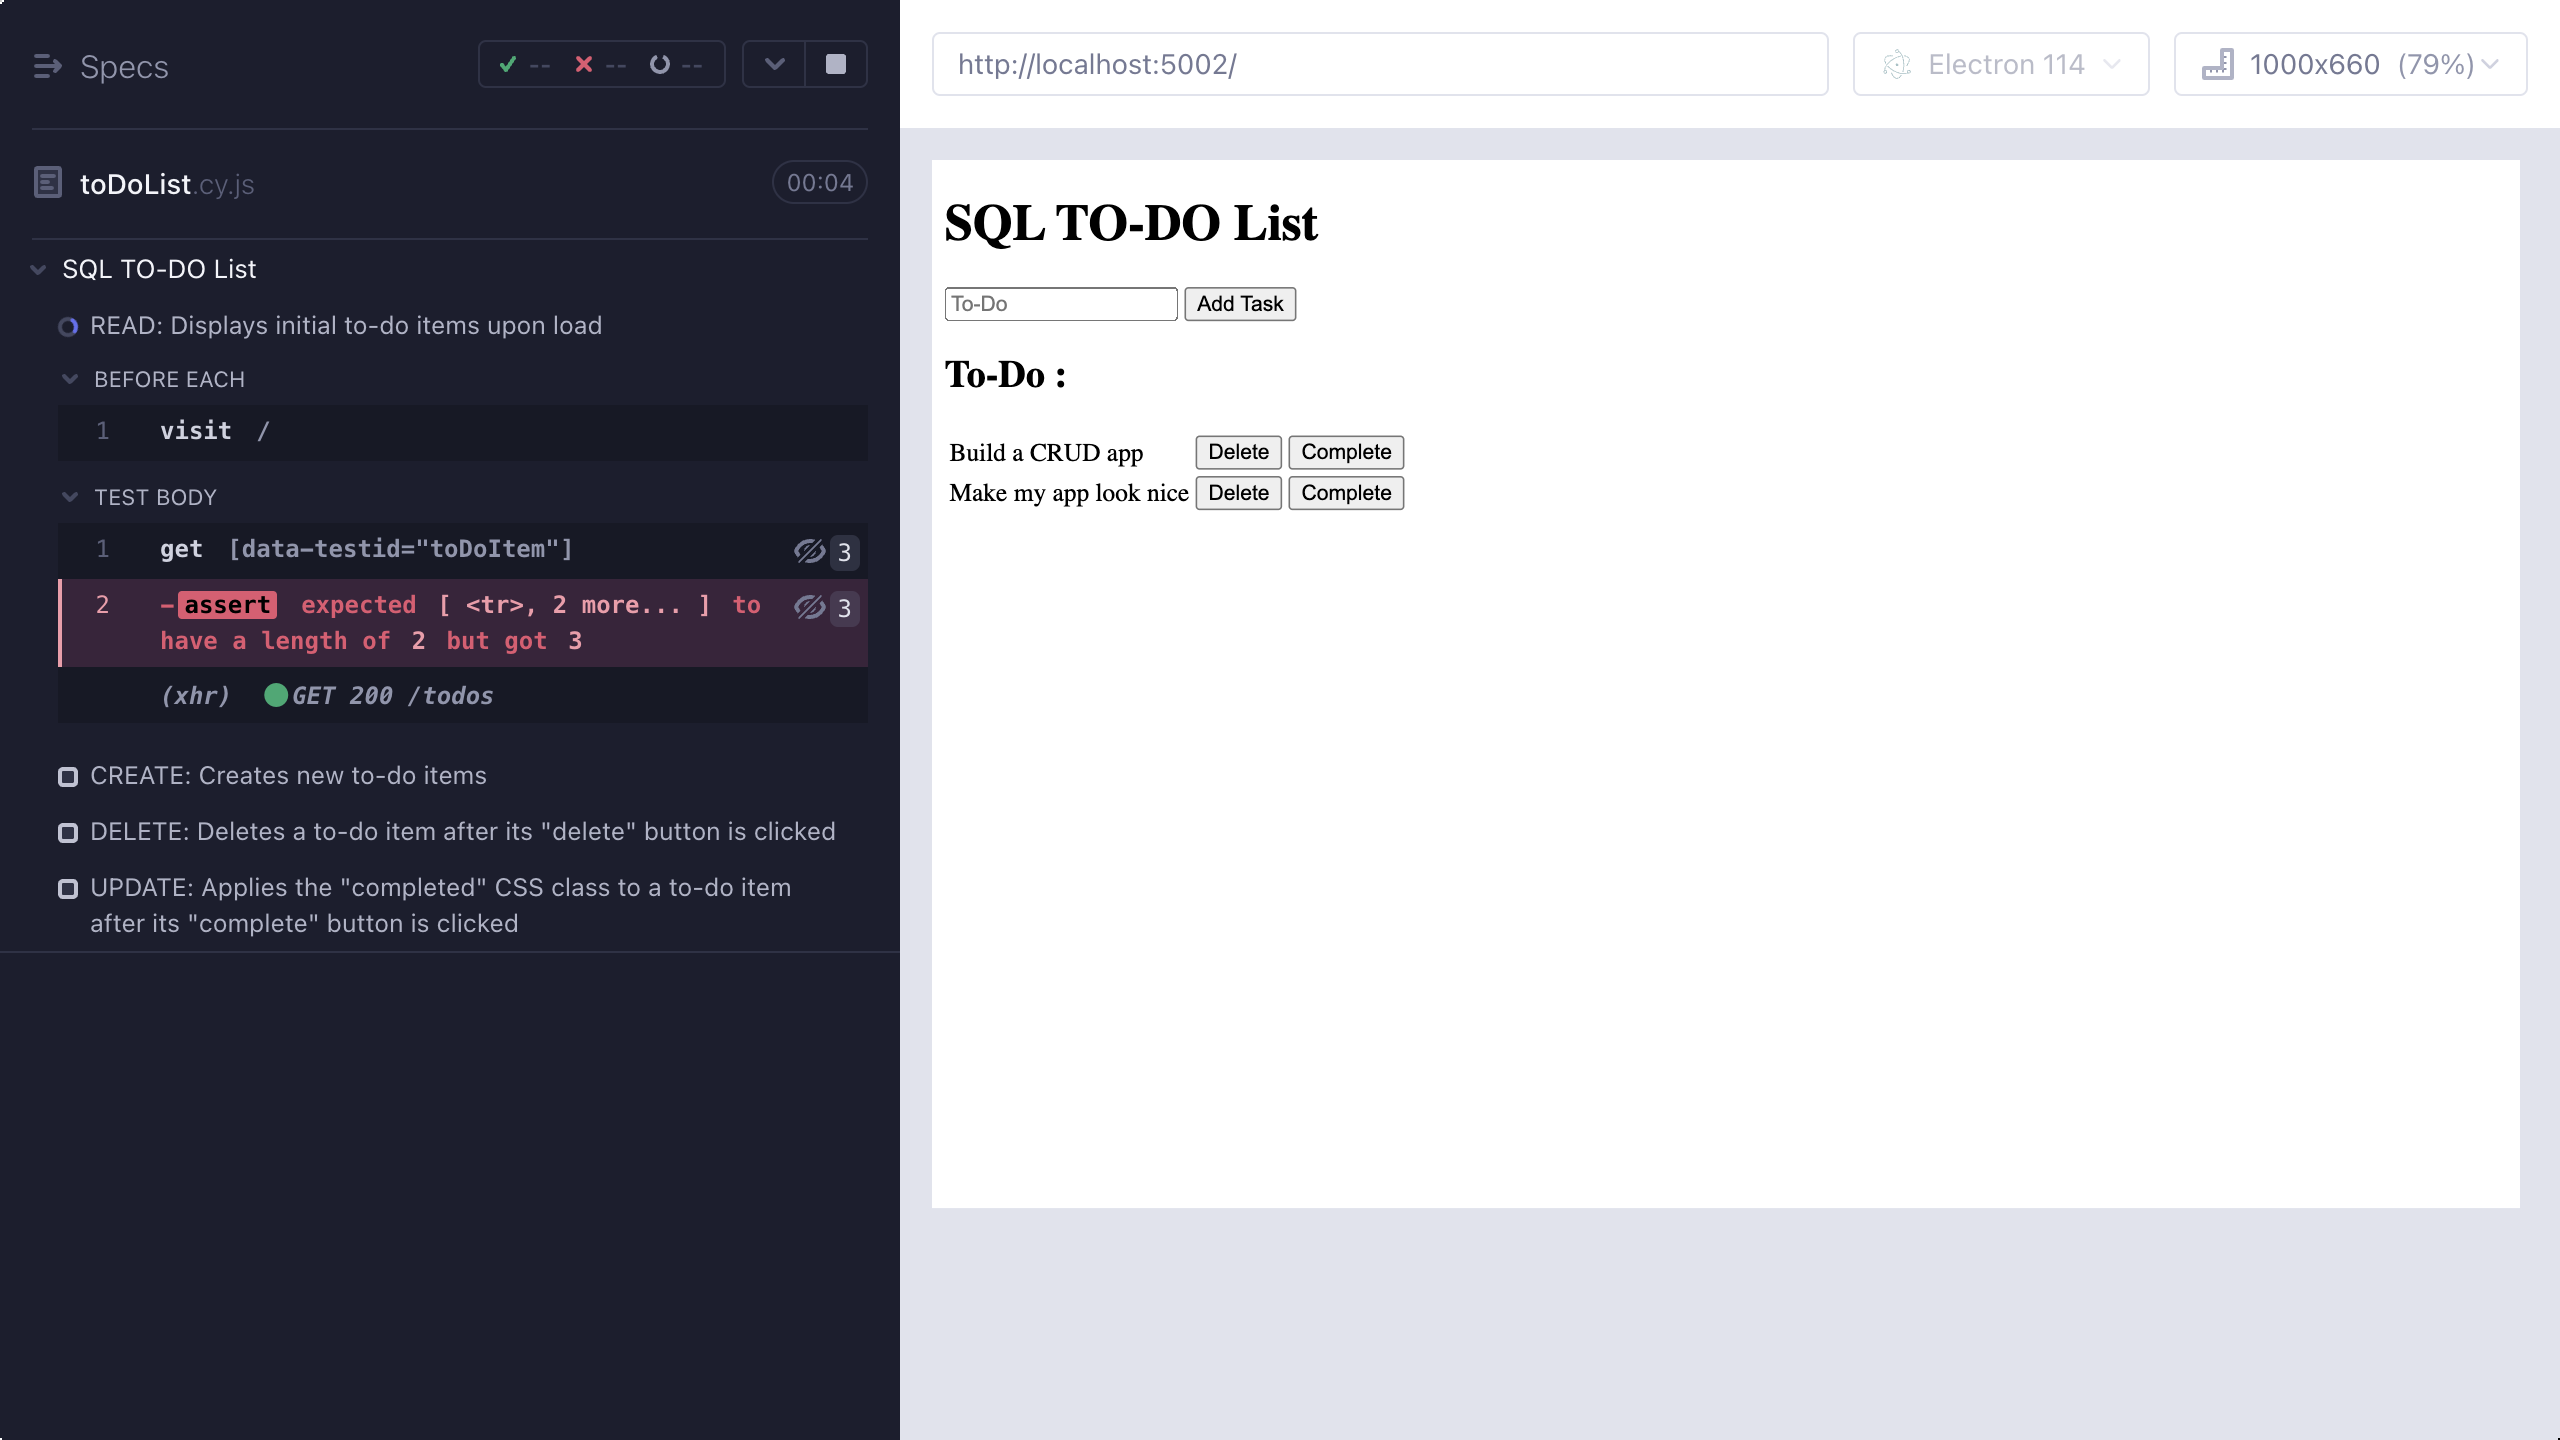 Specs
-- -- --
toDoList.cy.js
00:04
SQL TO-DO List
READ: Displays initial to-do items upon load
BEFORE EACH
1 visit /
TEST BODY
1 get [data-testid="toDoItem"] 3
2 -assert expected [ <tr>, 2 more... ] to 3
have a length of 2 but got 3
(xhr) GET 200 /todos
CREATE: Creates new to-do items
DELETE: Deletes a to-do item after its "delete" button is clicked
UPDATE: Applies the "completed" CSS class to a to-do item
after its "complete" button is clicked
http://localhost:5002/
Electron 114
1000x660 (79%)
SQL TO-DO List
To-Do Add Task
To-Do :
Build a CRUD app Delete Complete
Make my app look nice Delete Complete